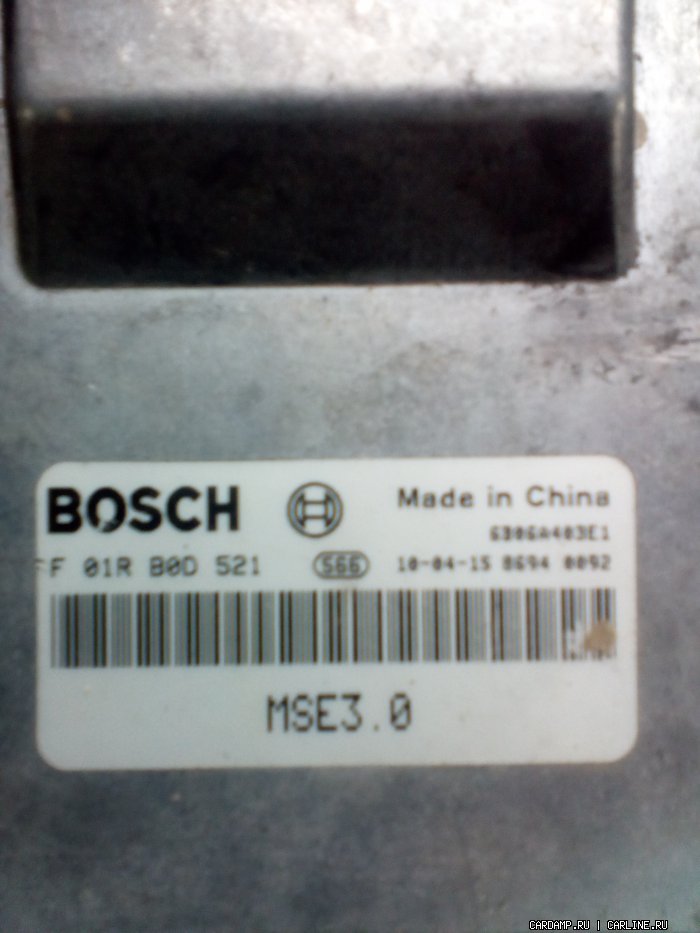 BOSCH
Made in China
6306A403E1
F 01R B0D 521
566
10-04-15 8694 0092
MSE3.0
CARDAMP.RU | CARLINE.RU